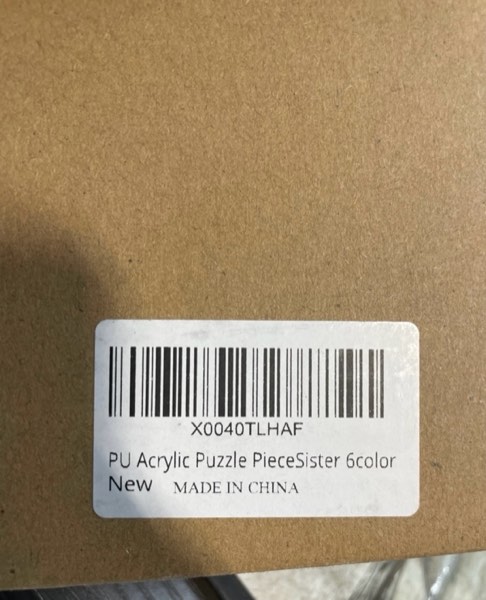 X0040TLHAF
PU Acrylic Puzzle PieceSister 6color
New MADE IN CHINA